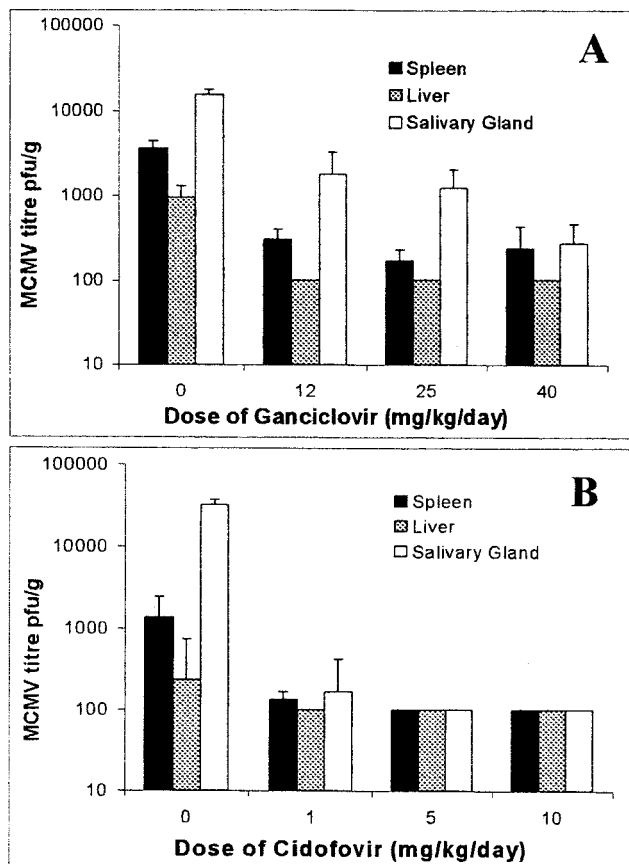 A
100000
10000
1000
100
10
MCMV titre pfu/g
Spleen
Liver
Salivary Gland
0 12 25 40
Dose of Ganciclovir (mg/kg/day)
B
100000
10000
1000
100
10
MCMV titre pfu/g
Spleen
Liver
Salivary Gland
0 1 5 10
Dose of Cidofovir (mg/kg/day)